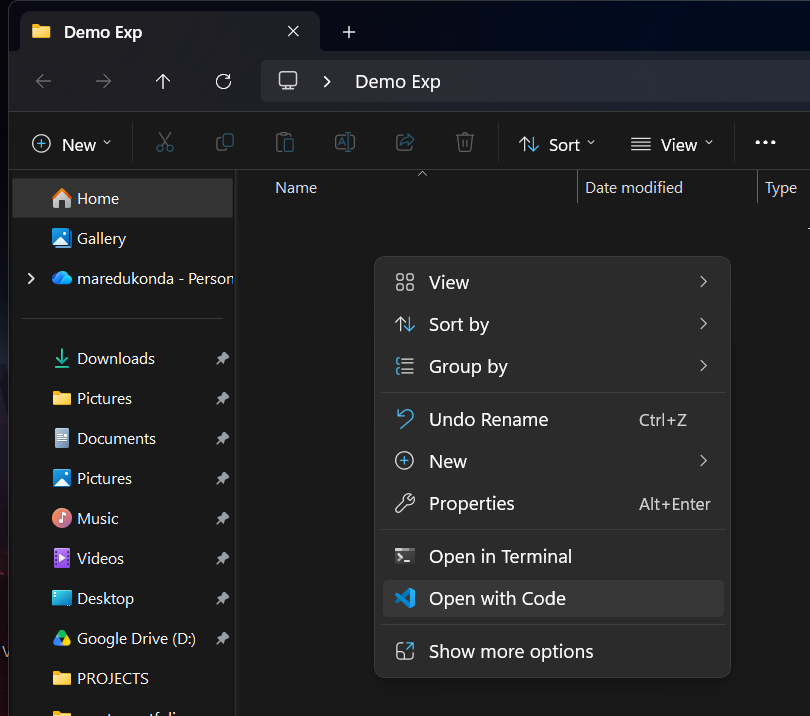 Demo Exp
Demo Exp
New
Sort
View
Name
Date modified
Type
Home
Gallery
maredukonda - Person
Downloads
Pictures
Documents
Pictures
Music
Videos
Desktop
Google Drive (D:)
PROJECTS
View
Sort by
Group by
Undo Rename Ctrl+Z
New
Properties Alt+Enter
Open in Terminal
Open with Code
Show more options